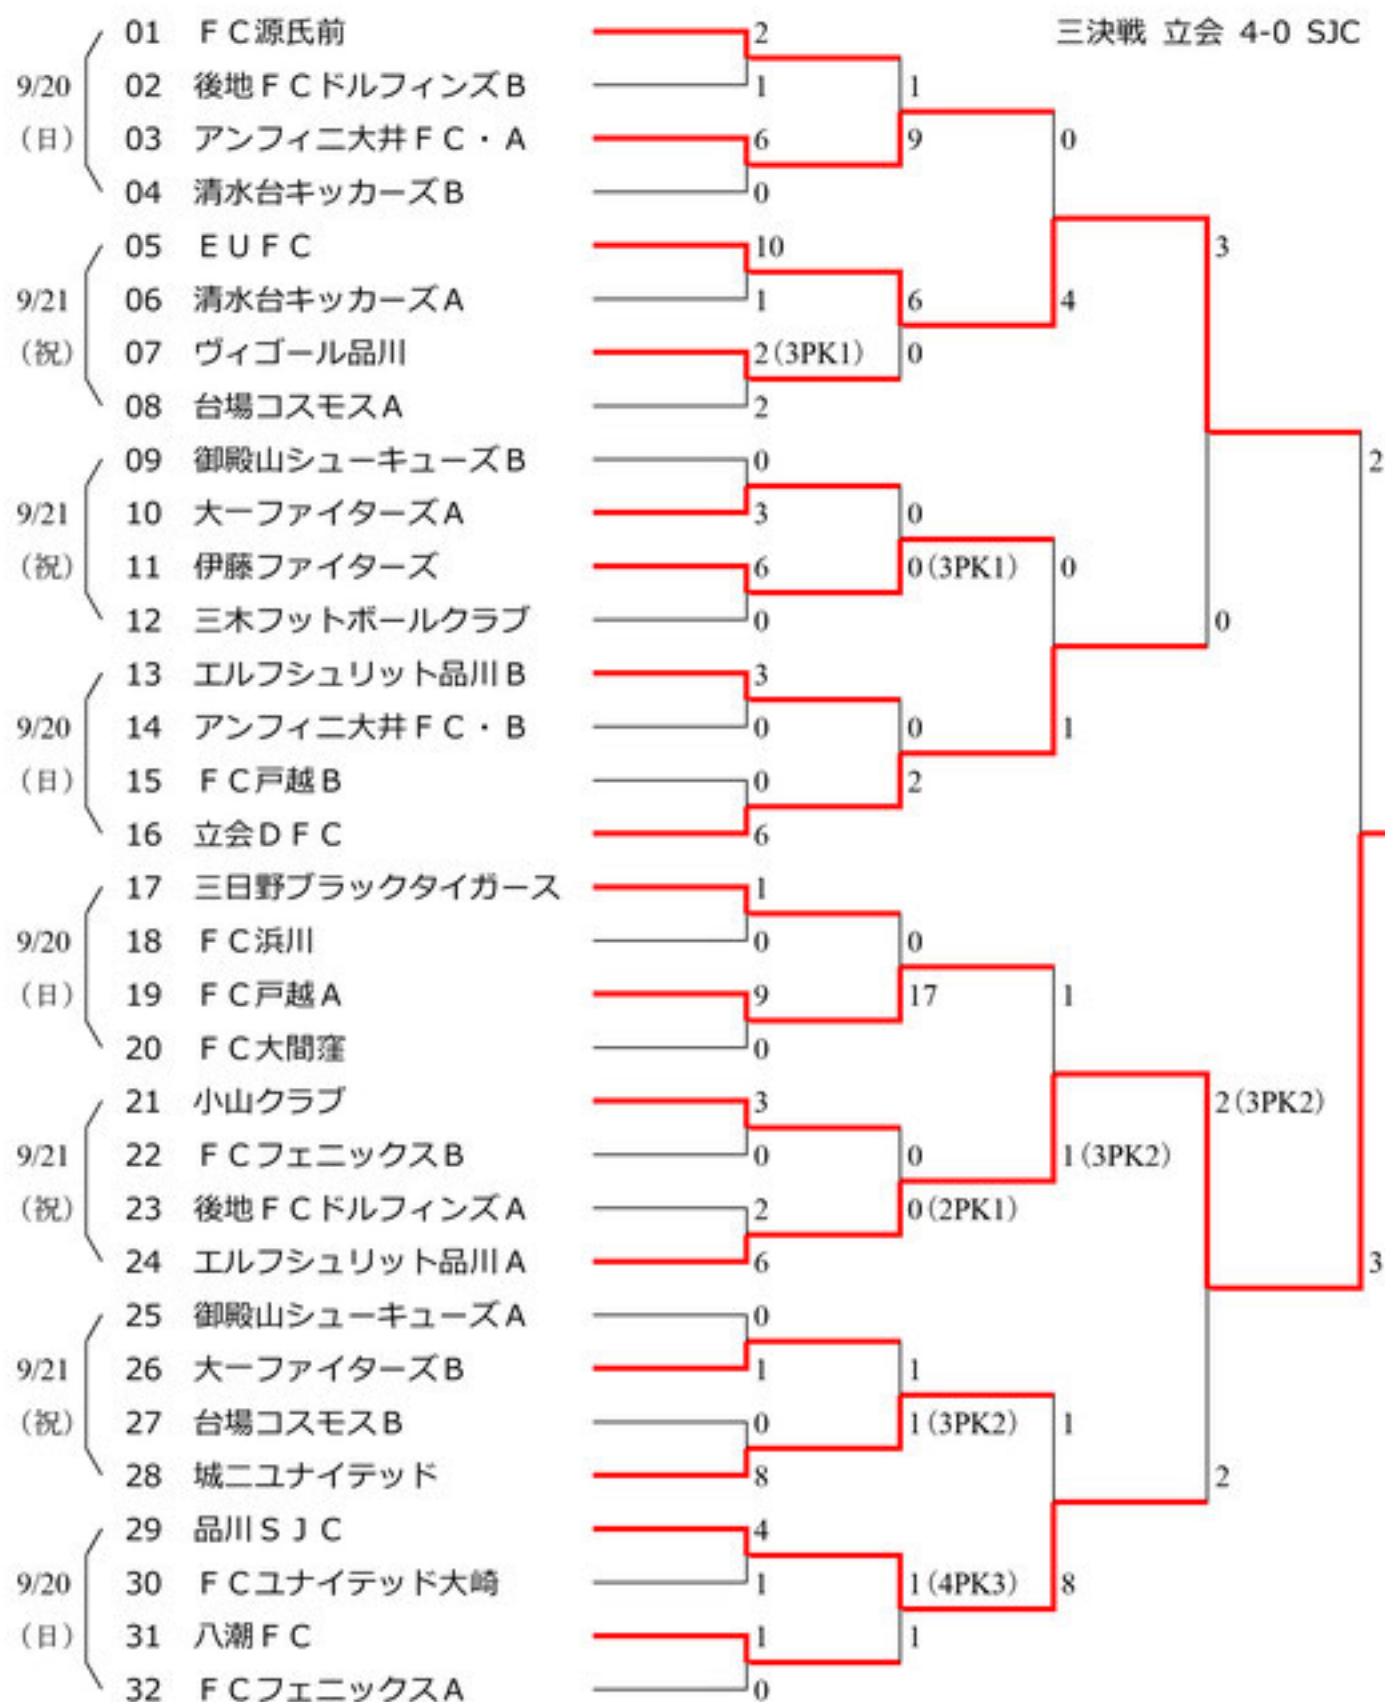 01 ＦＣ源氏前 2 三決戦 立会 4-0 SJC
9/20 02 後地ＦＣドルフィンズＢ 1 1
（日） 03 アンフィニ大井ＦＣ・Ａ 6 9 0
04 清水台キッカーズＢ 0
05 ＥＵＦＣ 10 3
9/21 06 清水台キッカーズＡ 1 6 4
（祝） 07 ヴィゴール品川 2(3PK1) 0
08 台場コスモスＡ 2
09 御殿山シューキューズＢ 0 2
9/21 10 大一ファイターズＡ 3 0
（祝） 11 伊藤ファイターズ 6 0(3PK1) 0
12 三木フットボールクラブ 0 0
13 エルフシュリット品川Ｂ 3
9/20 14 アンフィニ大井ＦＣ・Ｂ 0 0 1
（日） 15 ＦＣ戸越Ｂ 0 2
16 立会ＤＦＣ 6
17 三日野ブラックタイガース 1
9/20 18 ＦＣ浜川 0 0
（日） 19 ＦＣ戸越Ａ 9 17 1
20 ＦＣ大間窪 0
21 小山クラブ 3 2(3PK2)
9/21 22 ＦＣフェニックスＢ 0 0 1(3PK2)
（祝） 23 後地ＦＣドルフィンズＡ 2 0(2PK1)
24 エルフシュリット品川Ａ 6 3
25 御殿山シューキューズＡ 0
9/21 26 大一ファイターズＢ 1 1
（祝） 27 台場コスモスＢ 0 1(3PK2) 1
28 城二ユナイテッド 8 2
29 品川ＳＪＣ 4
9/20 30 ＦＣユナイテッド大崎 1 1(4PK3) 8
（日） 31 八潮ＦＣ 1 1
32 ＦＣフェニックスＡ 0